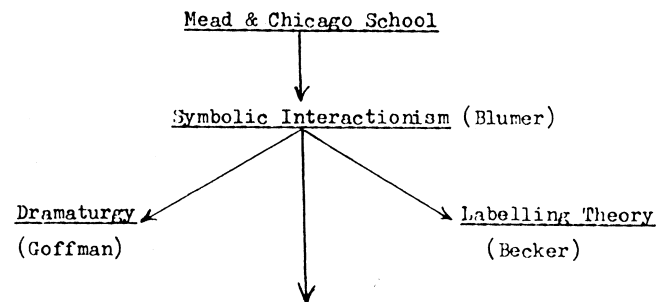 Mead & Chicago School
Symbolic Interactionism (Blumer)
Dramaturgy
(Goffman)
Labelling Theory
(Becker)